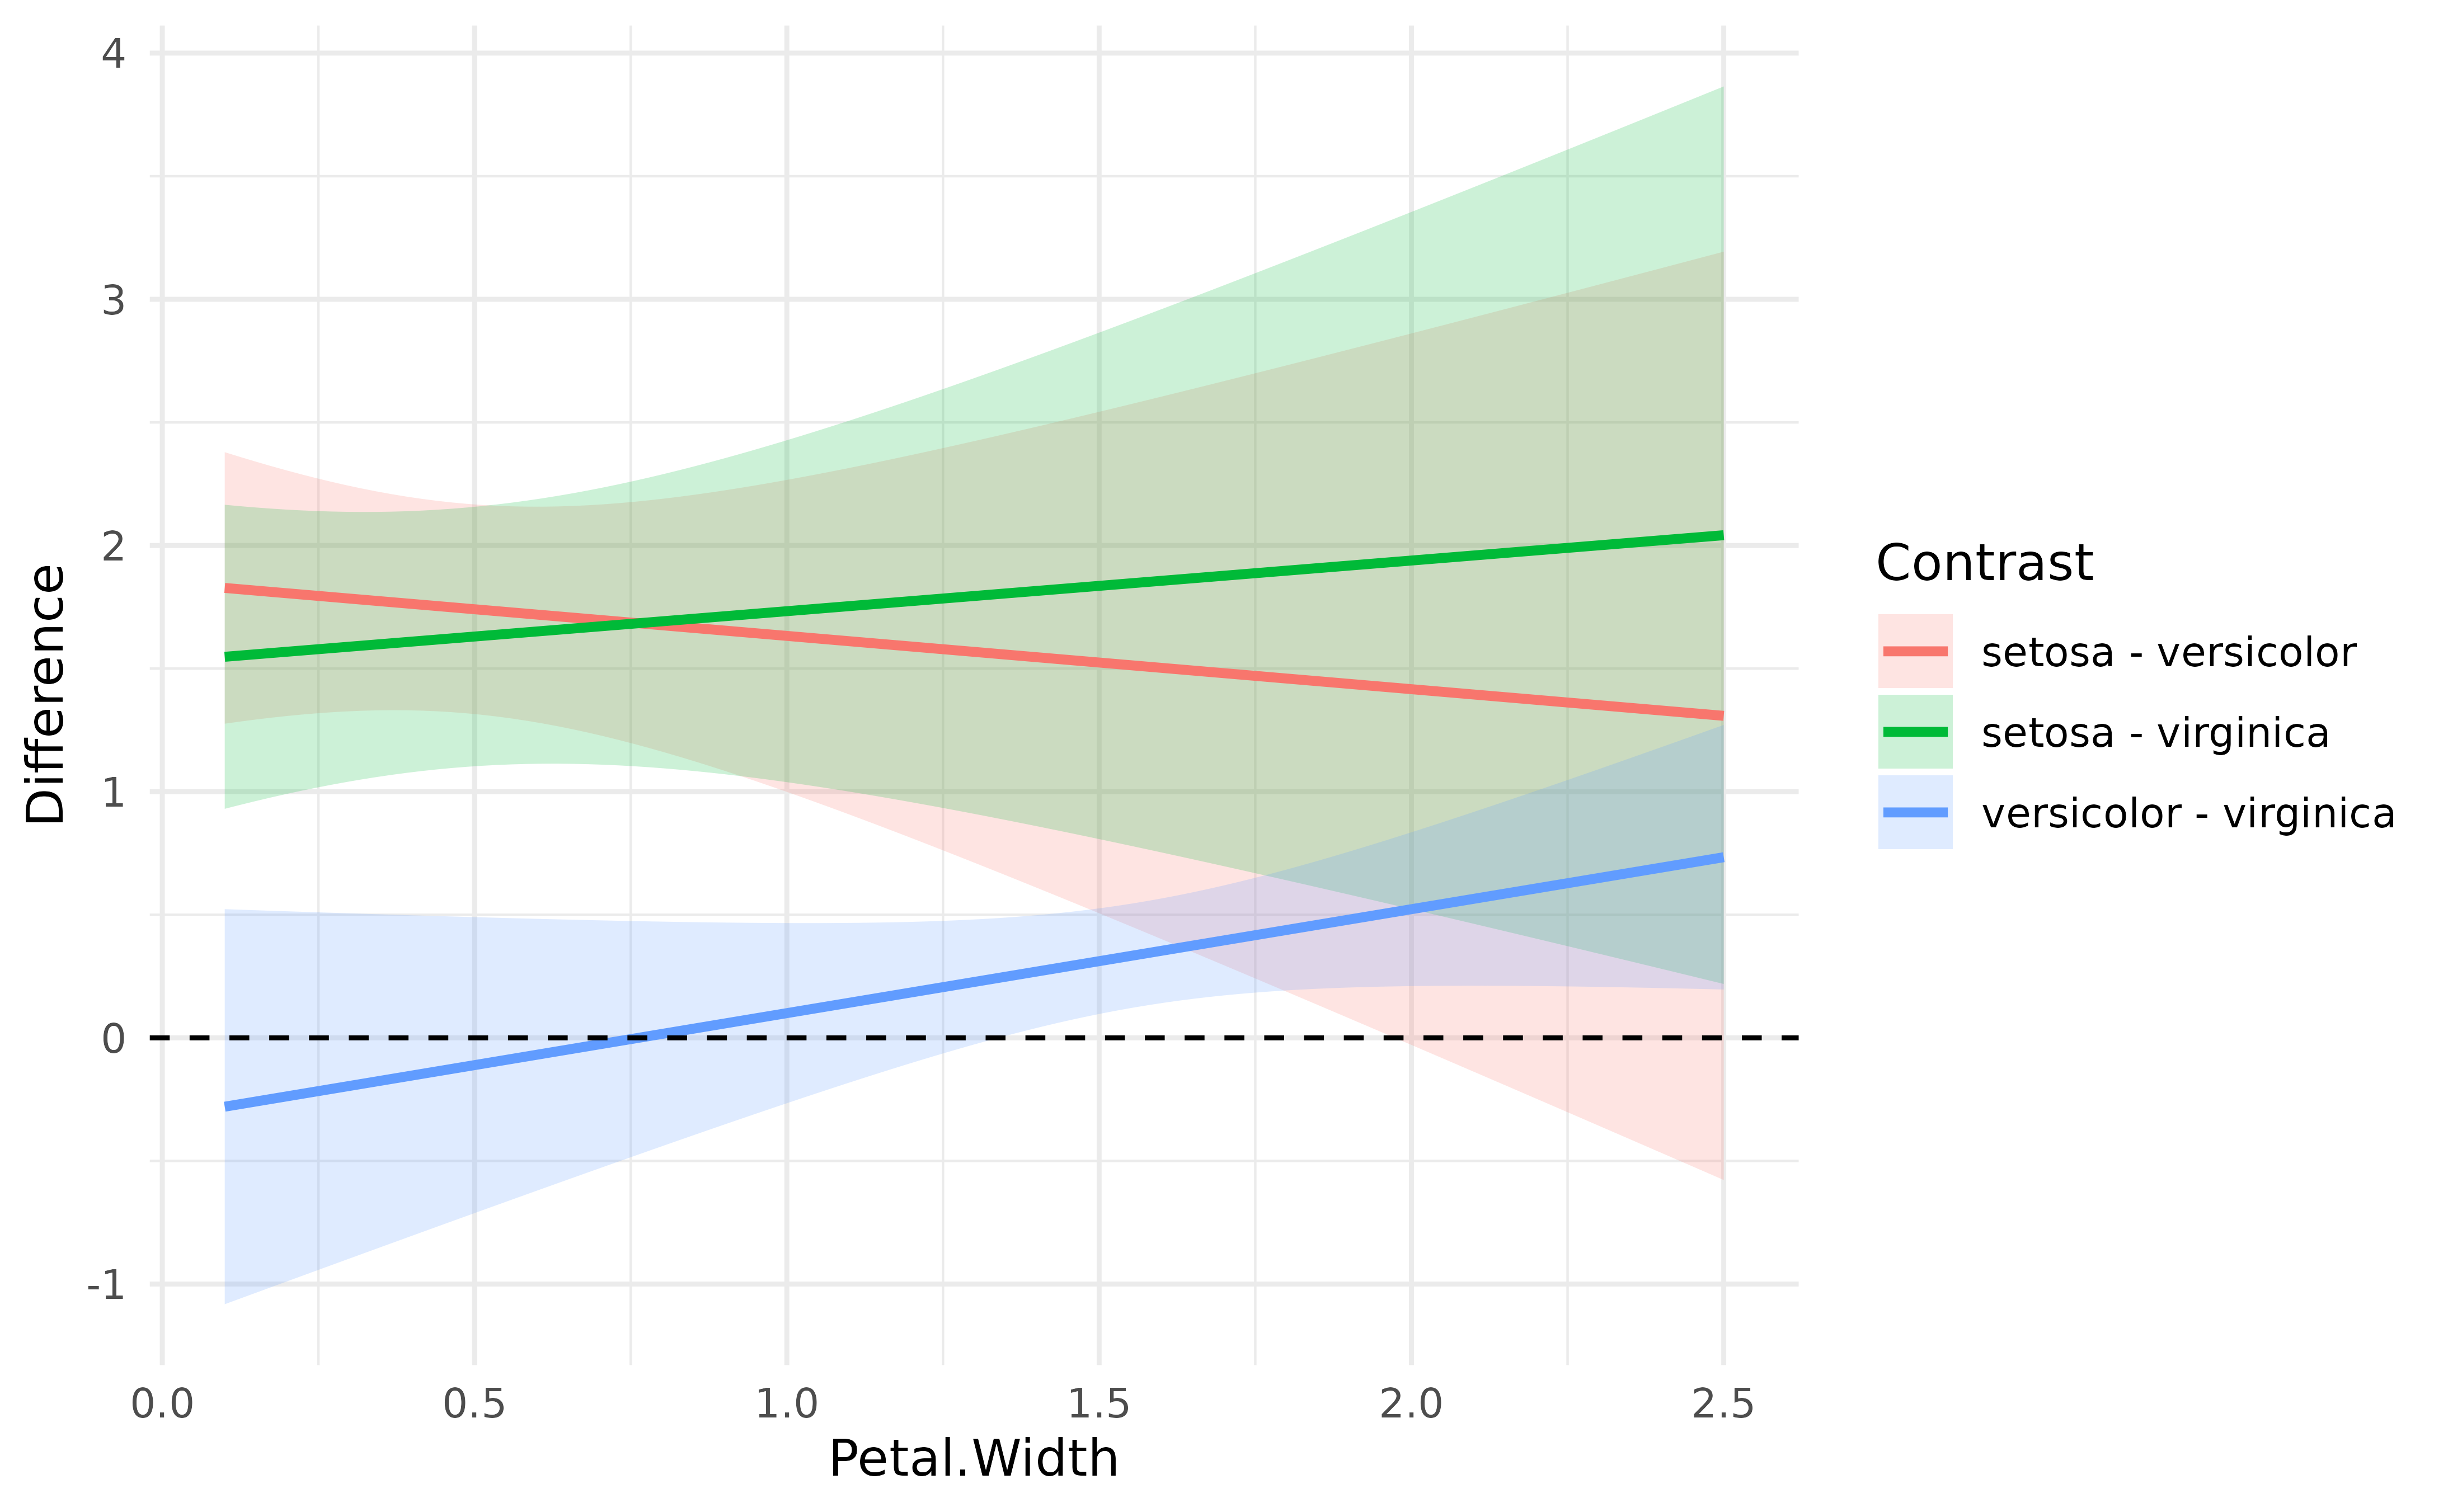 4
3
2
1
0
-1
Difference
0.0 0.5 1.0 1.5 2.0 2.5
Petal.Width
Contrast
setosa - versicolor
setosa - virginica
versicolor - virginica